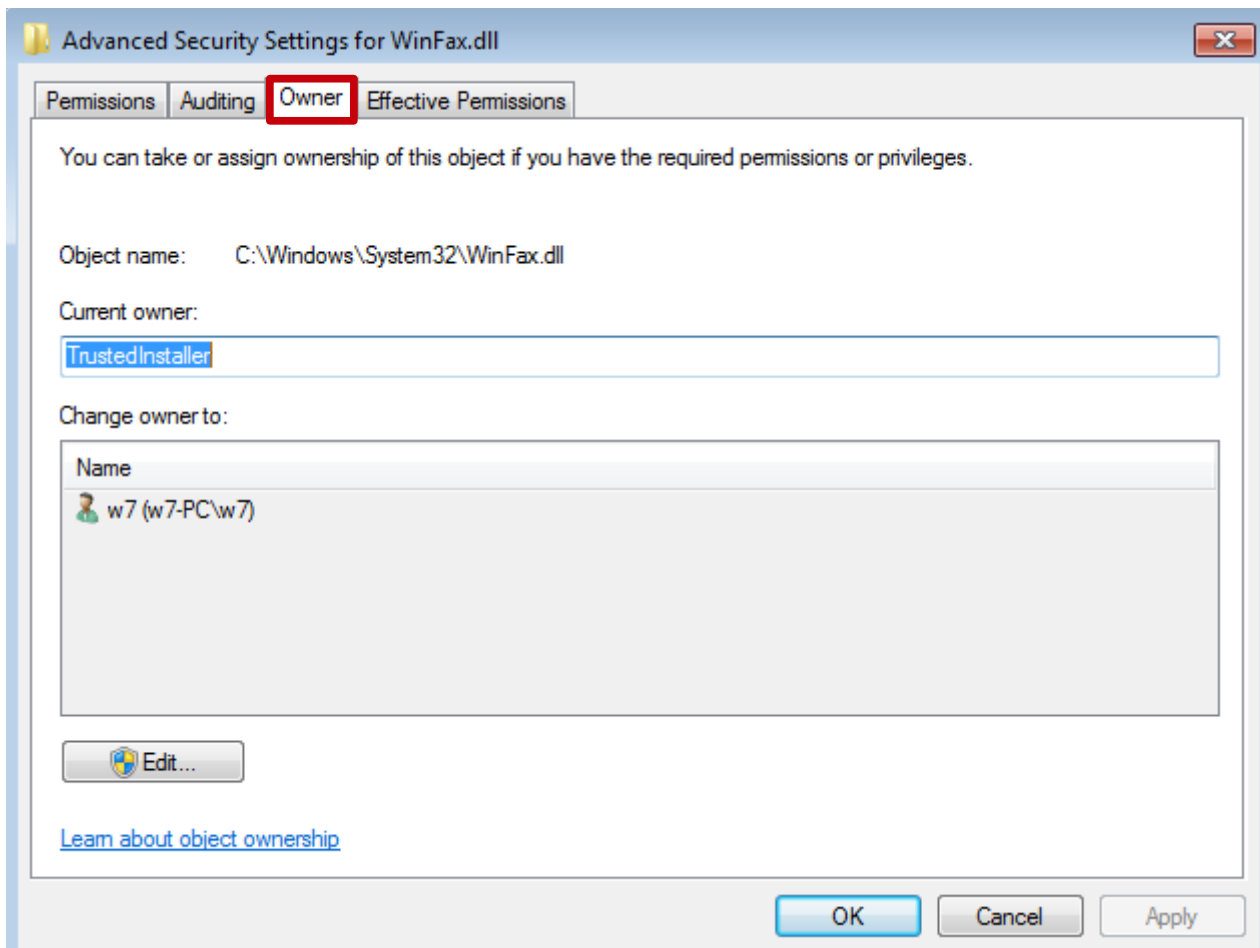 Advanced Security Settings for WinFax.dll
Permissions Auditing Owner Effective Permissions
You can take or assign ownership of this object if you have the required permissions or privileges.
Object name: C:\Windows\System32\WinFax.dll
Current owner:
TrustedInstaller
Change owner to:
Name
w7 (w7-PC\w7)
Edit...
Learn about object ownership
OK Cancel Apply